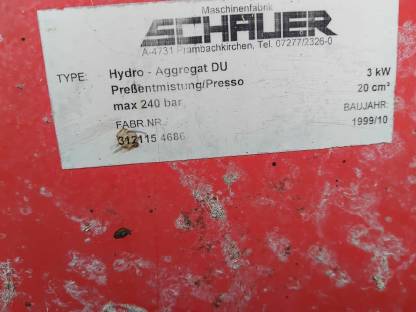 Maschinenfabrik
SCHAUER
A-4731 Prambachkirchen, Tel. 07277/2326-0
TYPE: Hydro - Aggregat DU 3 kW
Preßentmistung/Presso 20 cm³
max 240 bar BAUJAHR:
FABR.NR. 1999/10
312115 4686